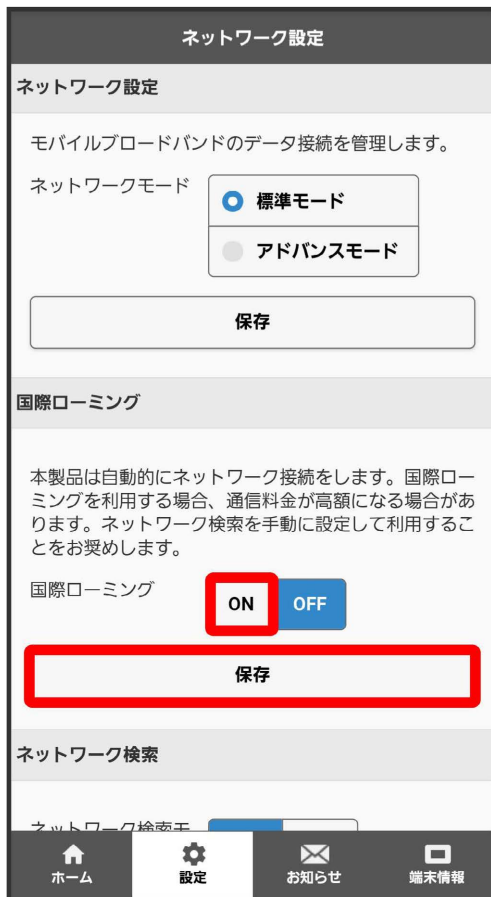 ネットワーク設定
ネットワーク設定
モバイルブロードバンドのデータ接続を管理します。
ネットワークモード
標準モード
アドバンスモード
保存
国際ローミング
本製品は自動的にネットワーク接続をします。国際ロー
ミングを利用する場合、通信料金が高額になる場合があ
ります。ネットワーク検索を手動に設定して利用するこ
とをお奨めします。
国際ローミング
ON OFF
保存
ネットワーク検索
ネットワーク検索モ
ホーム 設定 お知らせ 端末情報